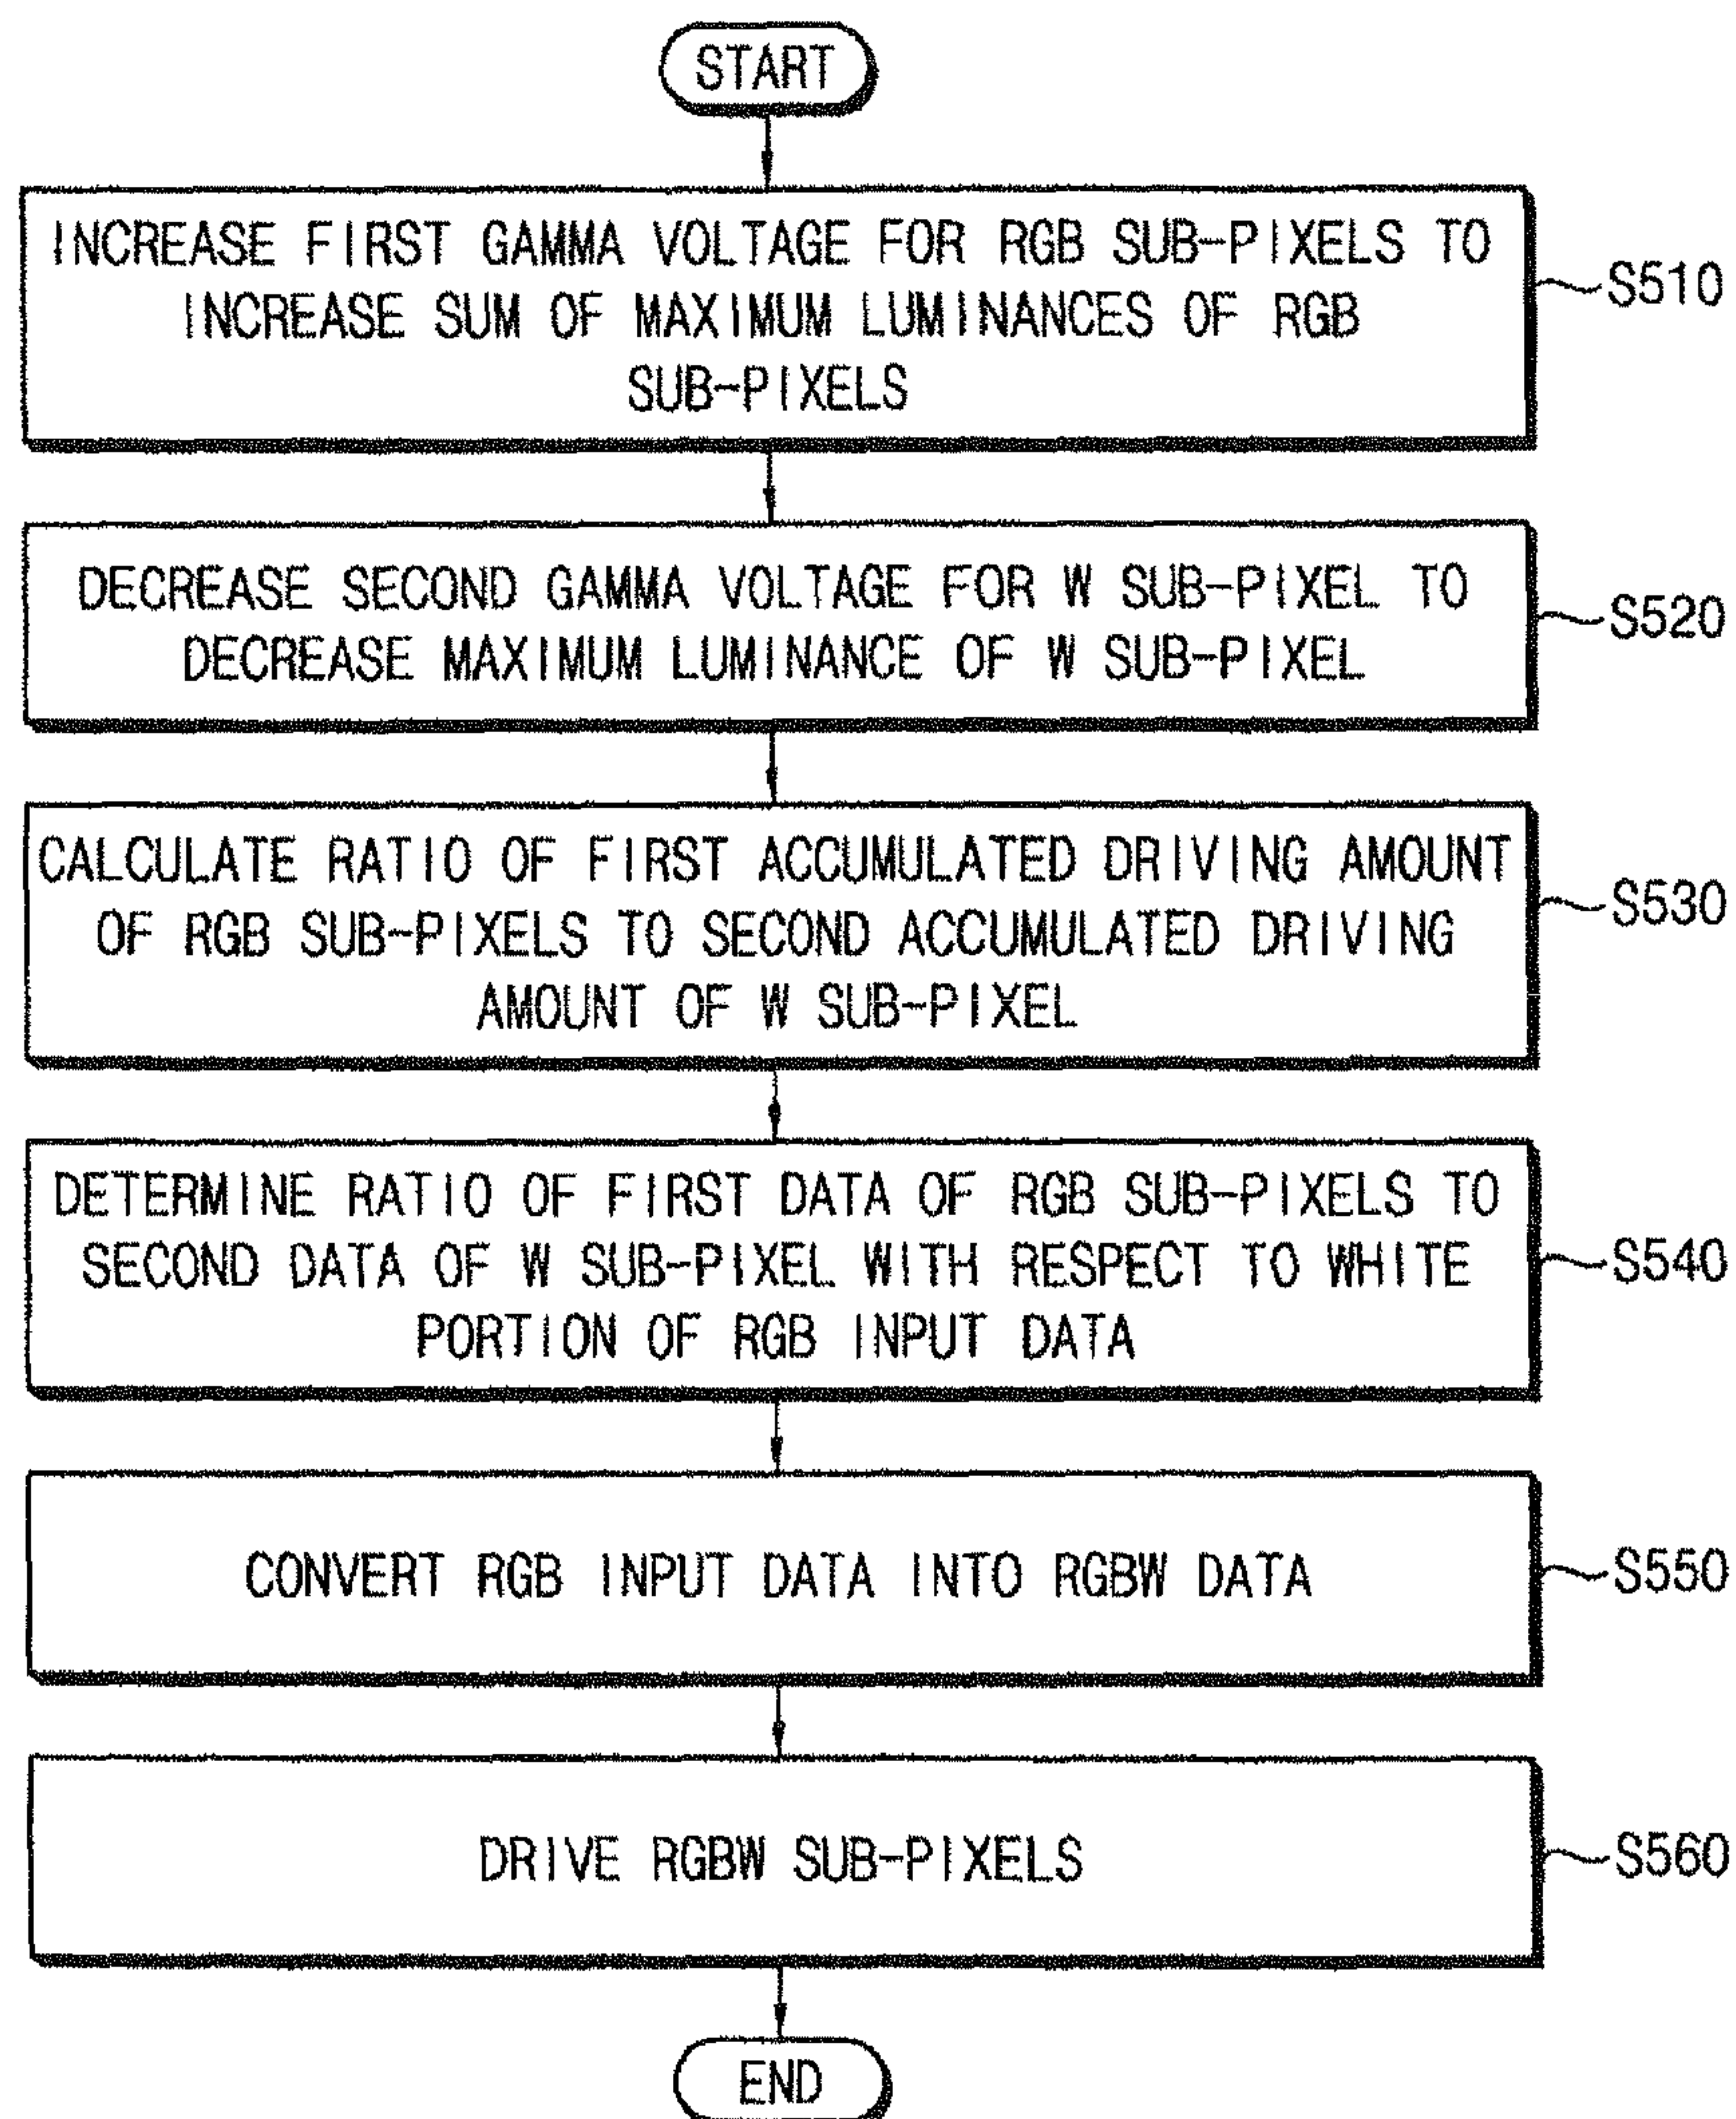 START
INCREASE FIRST GAMMA VOLTAGE FOR RGB SUB-PIXELS TO
INCREASE SUM OF MAXIMUM LUMINANCES OF RGB
SUB-PIXELS
S510
DECREASE SECOND GAMMA VOLTAGE FOR W SUB-PIXEL TO
DECREASE MAXIMUM LUMINANCE OF W SUB-PIXEL
S520
CALCULATE RATIO OF FIRST ACCUMULATED DRIVING AMOUNT
OF RGB SUB-PIXELS TO SECOND ACCUMULATED DRIVING
AMOUNT OF W SUB-PIXEL
S530
DETERMINE RATIO OF FIRST DATA OF RGB SUB-PIXELS TO
SECOND DATA OF W SUB-PIXEL WITH RESPECT TO WHITE
PORTION OF RGB INPUT DATA
S540
CONVERT RGB INPUT DATA INTO RGBW DATA
S550
DRIVE RGBW SUB-PIXELS
S560
END